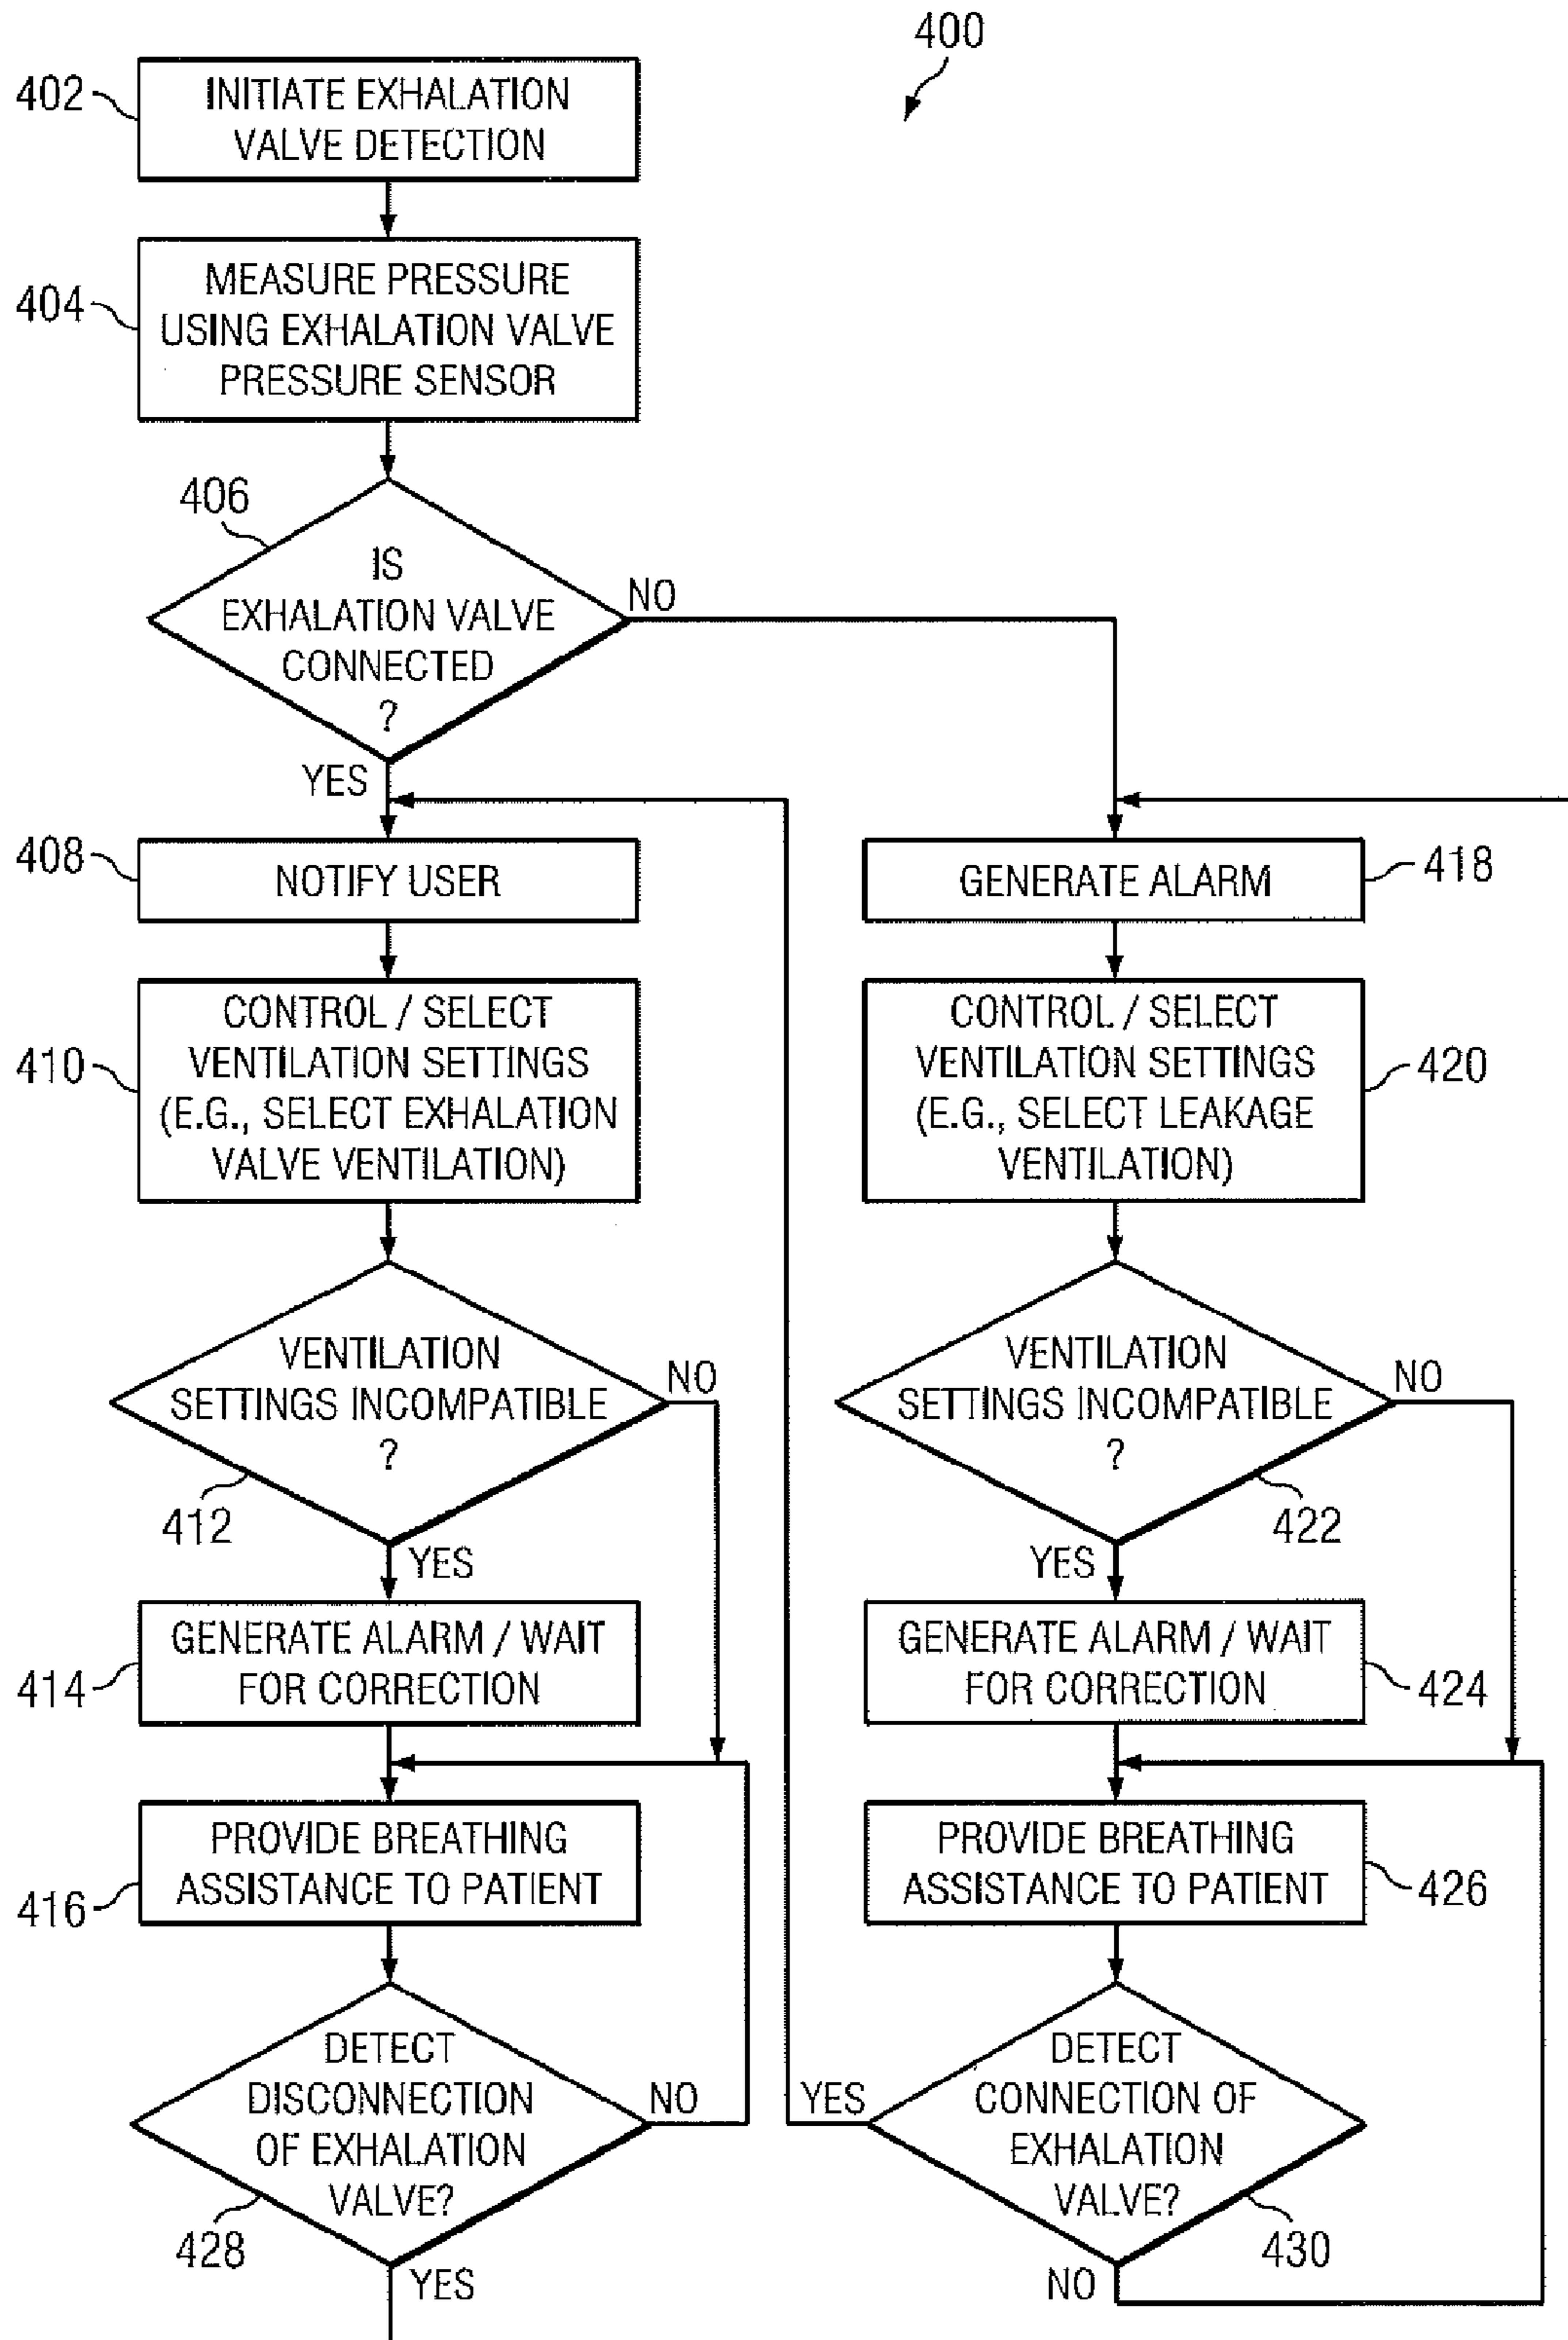 400
402
INITIATE EXHALATION
VALVE DETECTION
404
MEASURE PRESSURE
USING EXHALATION VALVE
PRESSURE SENSOR
406
IS
EXHALATION VALVE
CONNECTED
?
NO
YES
408
NOTIFY USER
GENERATE ALARM
418
410
CONTROL / SELECT
VENTILATION SETTINGS
(E.G., SELECT EXHALATION
VALVE VENTILATION)
CONTROL / SELECT
VENTILATION SETTINGS
(E.G., SELECT LEAKAGE
VENTILATION)
420
VENTILATION
SETTINGS INCOMPATIBLE
?
NO
412
YES
VENTILATION
SETTINGS INCOMPATIBLE
?
NO
422
YES
414
GENERATE ALARM / WAIT
FOR CORRECTION
GENERATE ALARM / WAIT
FOR CORRECTION
424
416
PROVIDE BREATHING
ASSISTANCE TO PATIENT
PROVIDE BREATHING
ASSISTANCE TO PATIENT
426
DETECT
DISCONNECTION
OF EXHALATION
VALVE?
NO
428
YES
YES
DETECT
CONNECTION OF
EXHALATION
VALVE?
430
NO